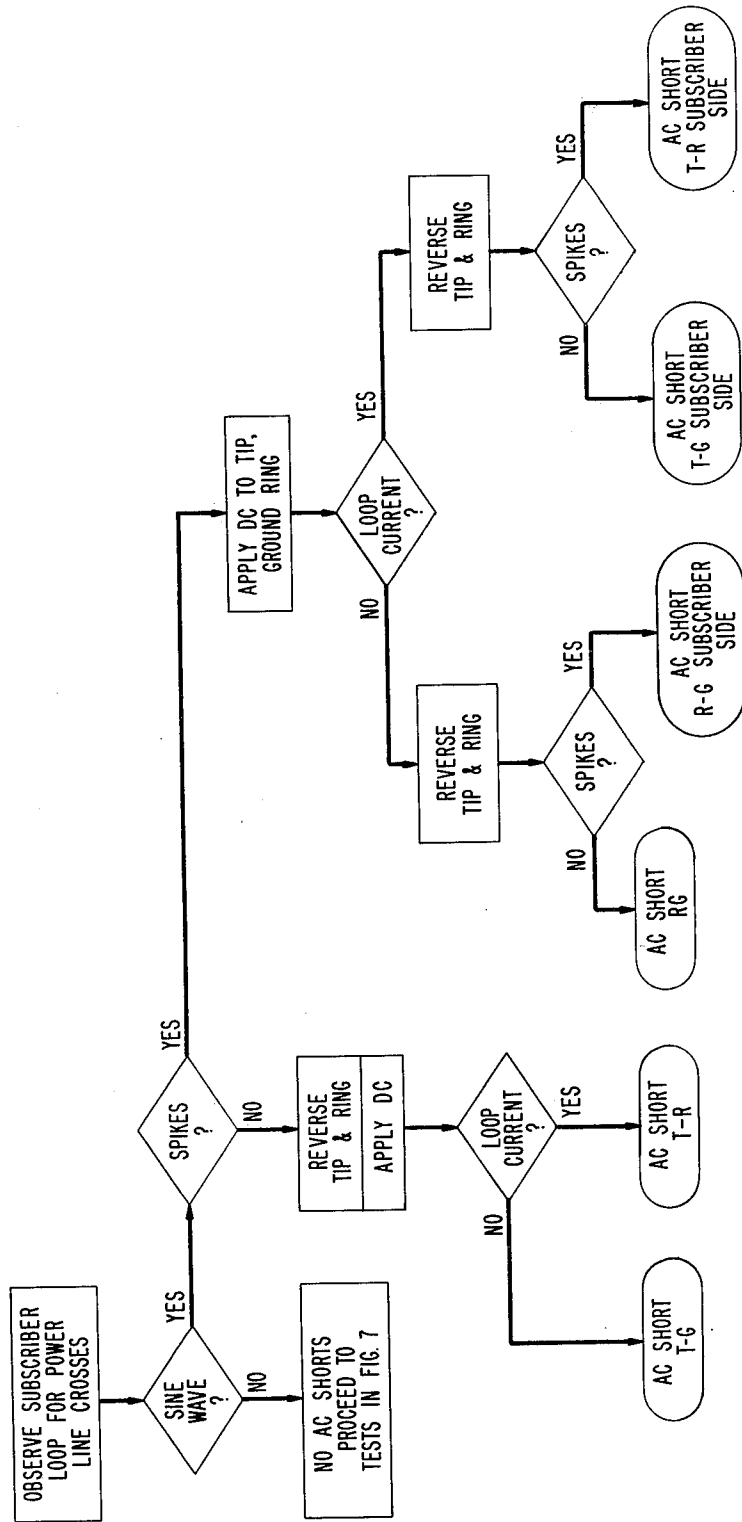 OBSERVE SUBSCRIBER
LOOP FOR POWER
LINE CROSSES
SINE
WAVE
?
YES
NO
NO AC SHORTS
PROCEED TO
TESTS IN FIG. 7
SPIKES
?
YES
NO
REVERSE
TIP & RING
APPLY DC
LOOP
CURRENT
?
NO
YES
AC SHORT
T-G
AC SHORT
T-R
APPLY DC TO TIP,
GROUND RING
LOOP
CURRENT
?
NO
YES
REVERSE
TIP & RING
SPIKES
?
NO
YES
AC SHORT
RG
AC SHORT
R-G SUBSCRIBER
SIDE
REVERSE
TIP & RING
SPIKES
?
NO
YES
AC SHORT
T-G SUBSCRIBER
SIDE
AC SHORT
T-R SUBSCRIBER
SIDE